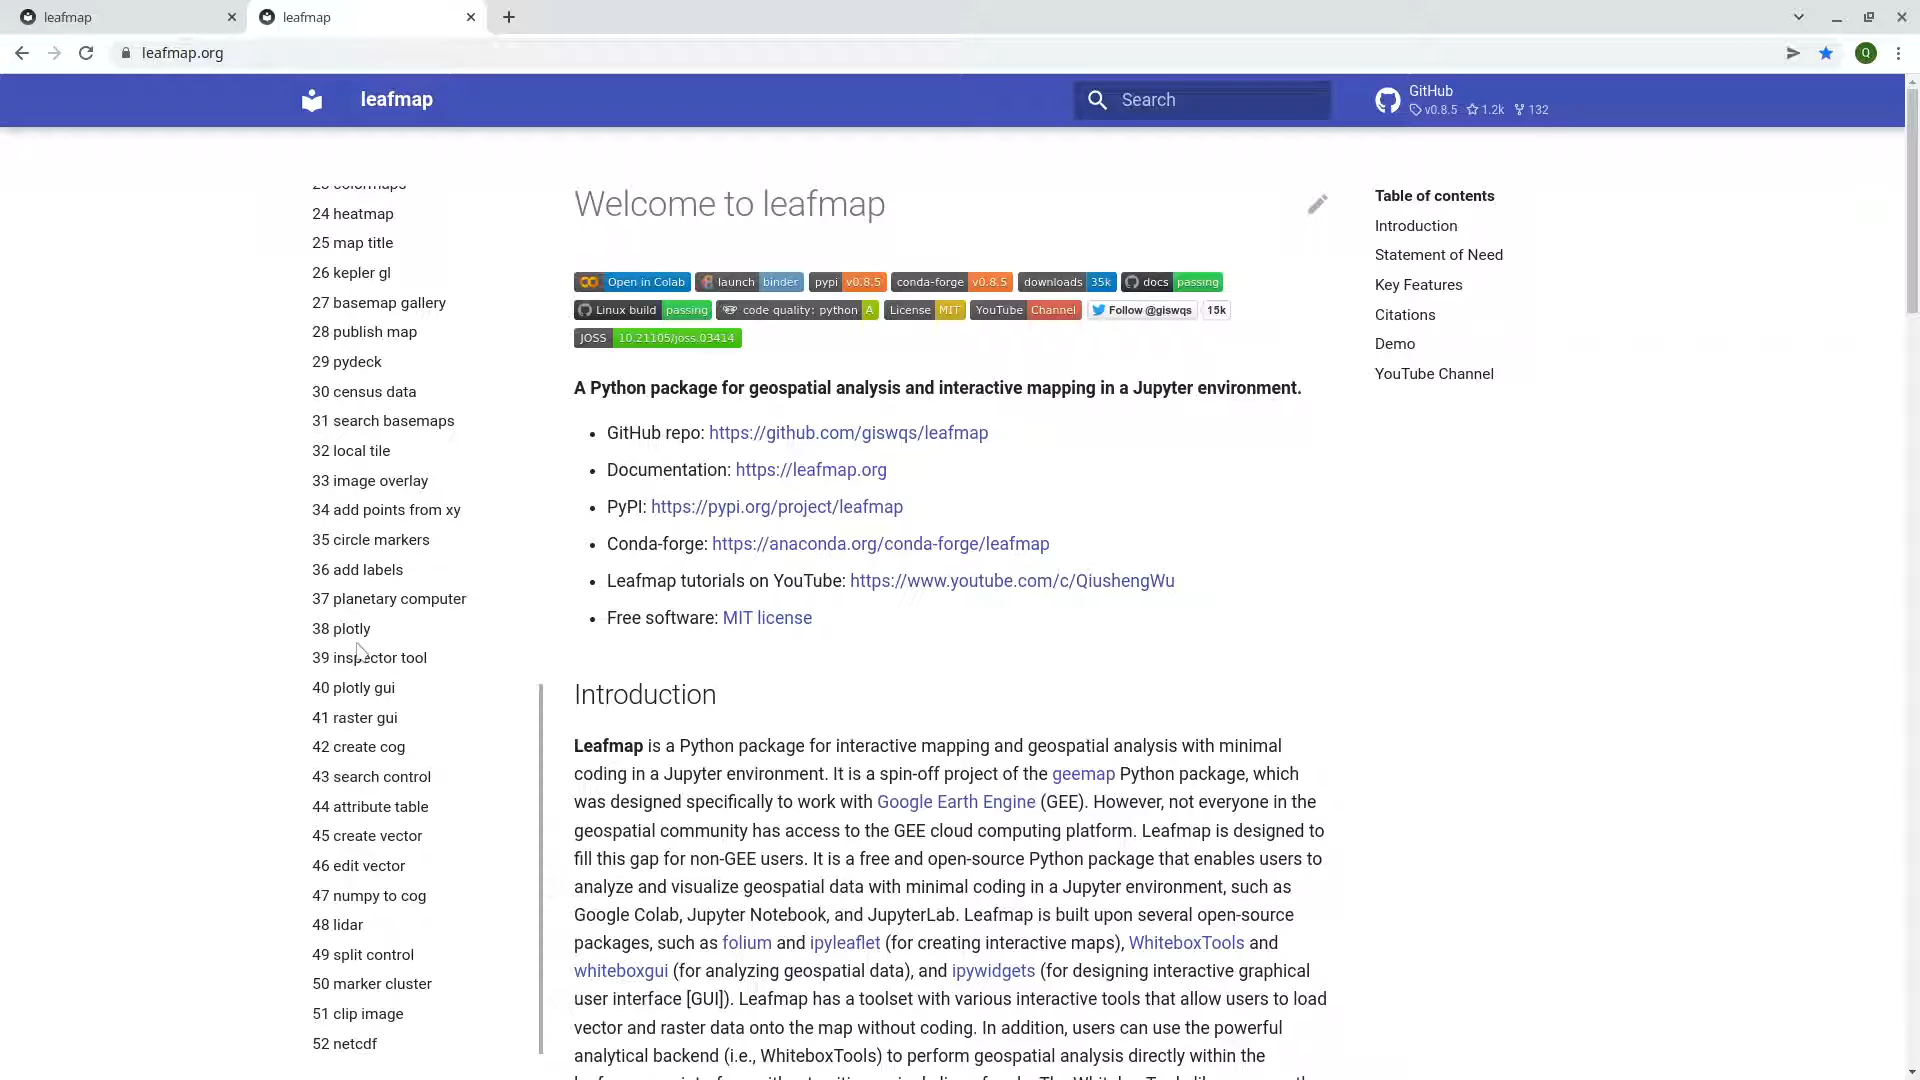 leafmap
leafmap
leafmap.org
Q
leafmap
Search
GitHub
v0.8.5 1.2k 132
24 heatmap
25 map title
26 kepler gl
27 basemap gallery
28 publish map
29 pydeck
30 census data
31 search basemaps
32 local tile
33 image overlay
34 add points from xy
35 circle markers
36 add labels
37 planetary computer
38 plotly
39 inspector tool
40 plotly gui
41 raster gui
42 create cog
43 search control
44 attribute table
45 create vector
46 edit vector
47 numpy to cog
48 lidar
49 split control
50 marker cluster
51 clip image
52 netcdf
Welcome to leafmap
Open in Colab launch binder pypi v0.8.5 conda-forge v0.8.5 downloads 35k docs passing
Linux build passing code quality: python A License MIT YouTube Channel Follow @giswqs 15k
JOSS 10.21105/joss.03414
A Python package for geospatial analysis and interactive mapping in a Jupyter environment.
• GitHub repo: https://github.com/giswqs/leafmap
• Documentation: https://leafmap.org
• PyPI: https://pypi.org/project/leafmap
• Conda-forge: https://anaconda.org/conda-forge/leafmap
• Leafmap tutorials on YouTube: https://www.youtube.com/c/QiushengWu
• Free software: MIT license
Introduction
Leafmap is a Python package for interactive mapping and geospatial analysis with minimal
coding in a Jupyter environment. It is a spin-off project of the geemap Python package, which
was designed specifically to work with Google Earth Engine (GEE). However, not everyone in the
geospatial community has access to the GEE cloud computing platform. Leafmap is designed to
fill this gap for non-GEE users. It is a free and open-source Python package that enables users to
analyze and visualize geospatial data with minimal coding in a Jupyter environment, such as
Google Colab, Jupyter Notebook, and JupyterLab. Leafmap is built upon several open-source
packages, such as folium and ipyleaflet (for creating interactive maps), WhiteboxTools and
whiteboxgui (for analyzing geospatial data), and ipywidgets (for designing interactive graphical
user interface [GUI]). Leafmap has a toolset with various interactive tools that allow users to load
vector and raster data onto the map without coding. In addition, users can use the powerful
analytical backend (i.e., WhiteboxTools) to perform geospatial analysis directly within the
Table of contents
Introduction
Statement of Need
Key Features
Citations
Demo
YouTube Channel